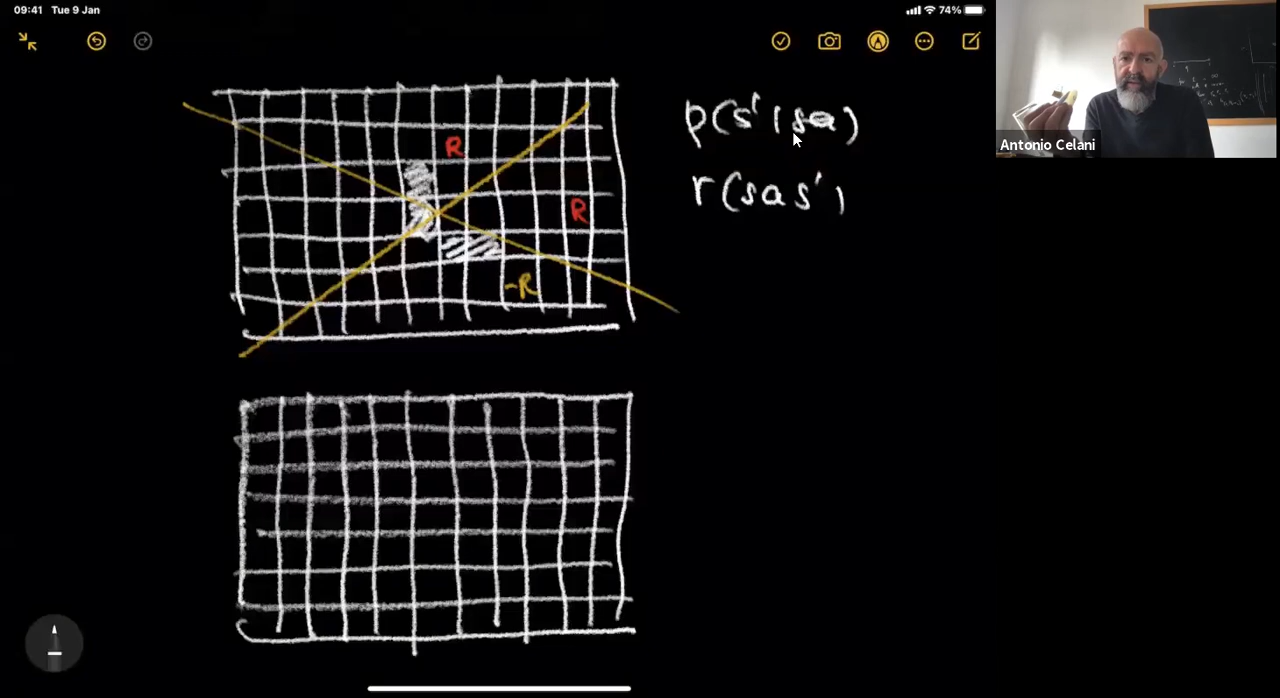 09:41 Tue 9 Jan
74%
Antonio Celani
R
R
-R
p(s'|sa)
r(sas')